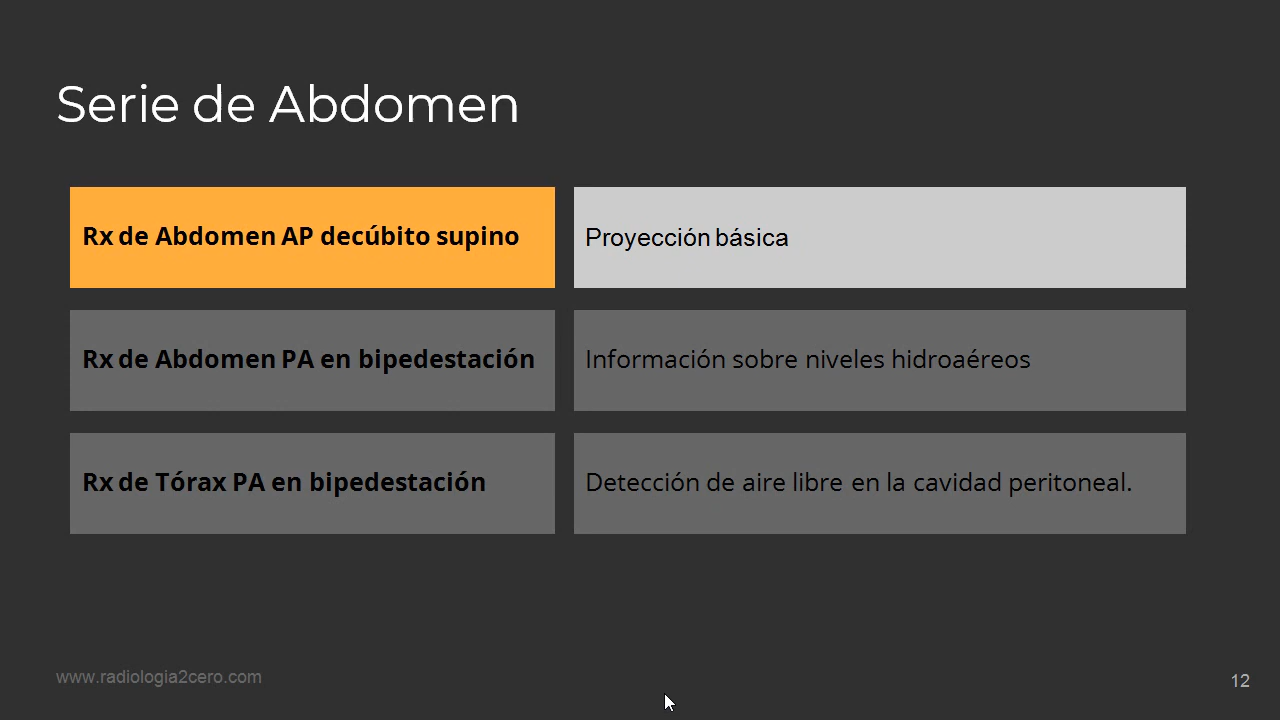 Serie de Abdomen
Rx de Abdomen AP decúbito supino
Proyección básica
Rx de Abdomen PA en bipedestación
Información sobre niveles hidroaéreos
Rx de Tórax PA en bipedestación
Detección de aire libre en la cavidad peritoneal.
www.radiologia2cero.com
12